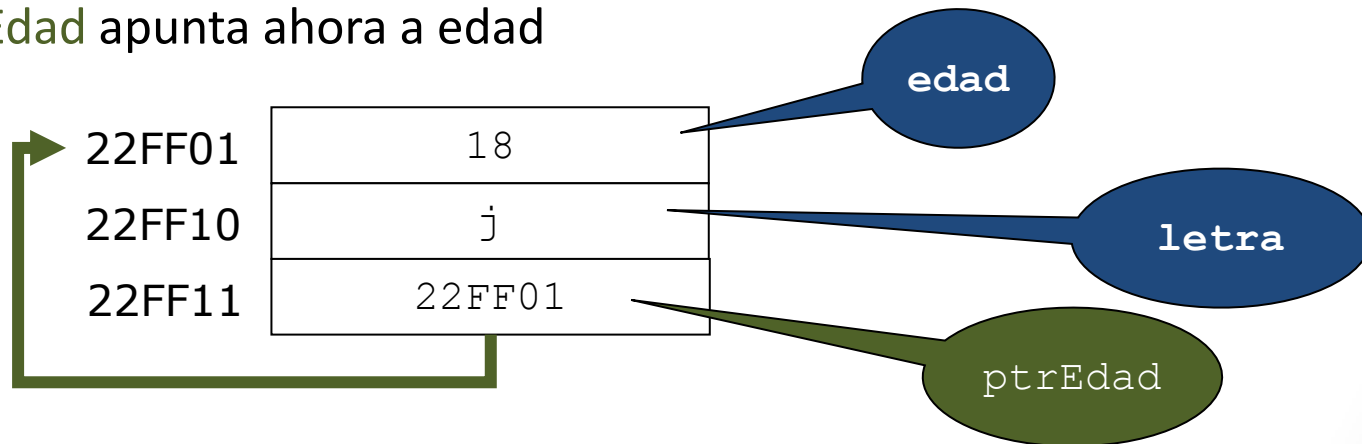 Edad apunta ahora a edad
edad
22FF01 18
22FF10 j
letra
22FF11 22FF01
ptrEdad